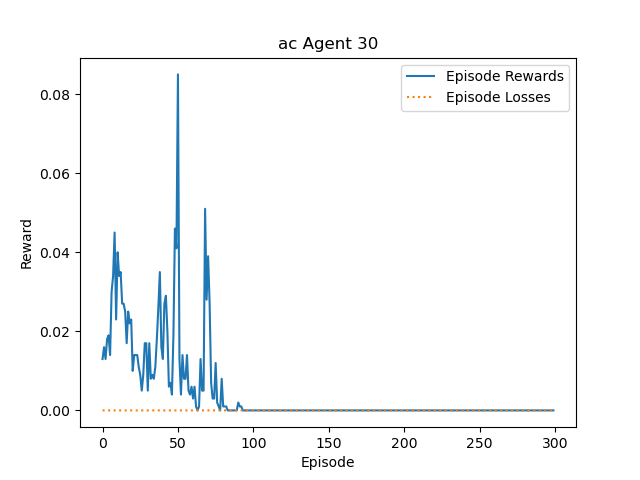 ac Agent 30
Episode Rewards
Episode Losses
Reward
0.08
0.06
0.04
0.02
0.00
0 50 100 150 200 250 300
Episode